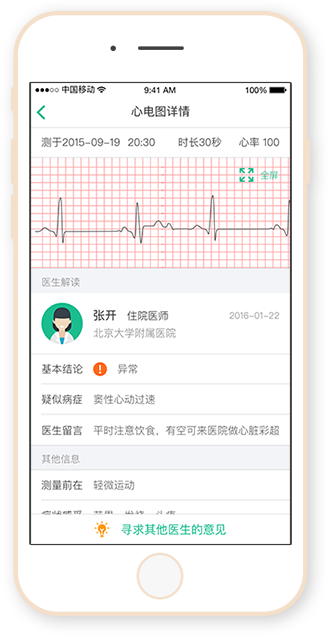 中国移动 9:41 AM 100%
心电图详情
测于2015-09-19 20:30 时长30秒 心率 100
全屏
医生解读
张开 住院医师 2016-01-22
北京大学附属医院
基本结论 异常
疑似病症 窦性心动过速
医生留言 平时注意饮食，有空可来医院做心脏彩超
其他信息
测量前在 轻微运动
寻求其他医生的意见